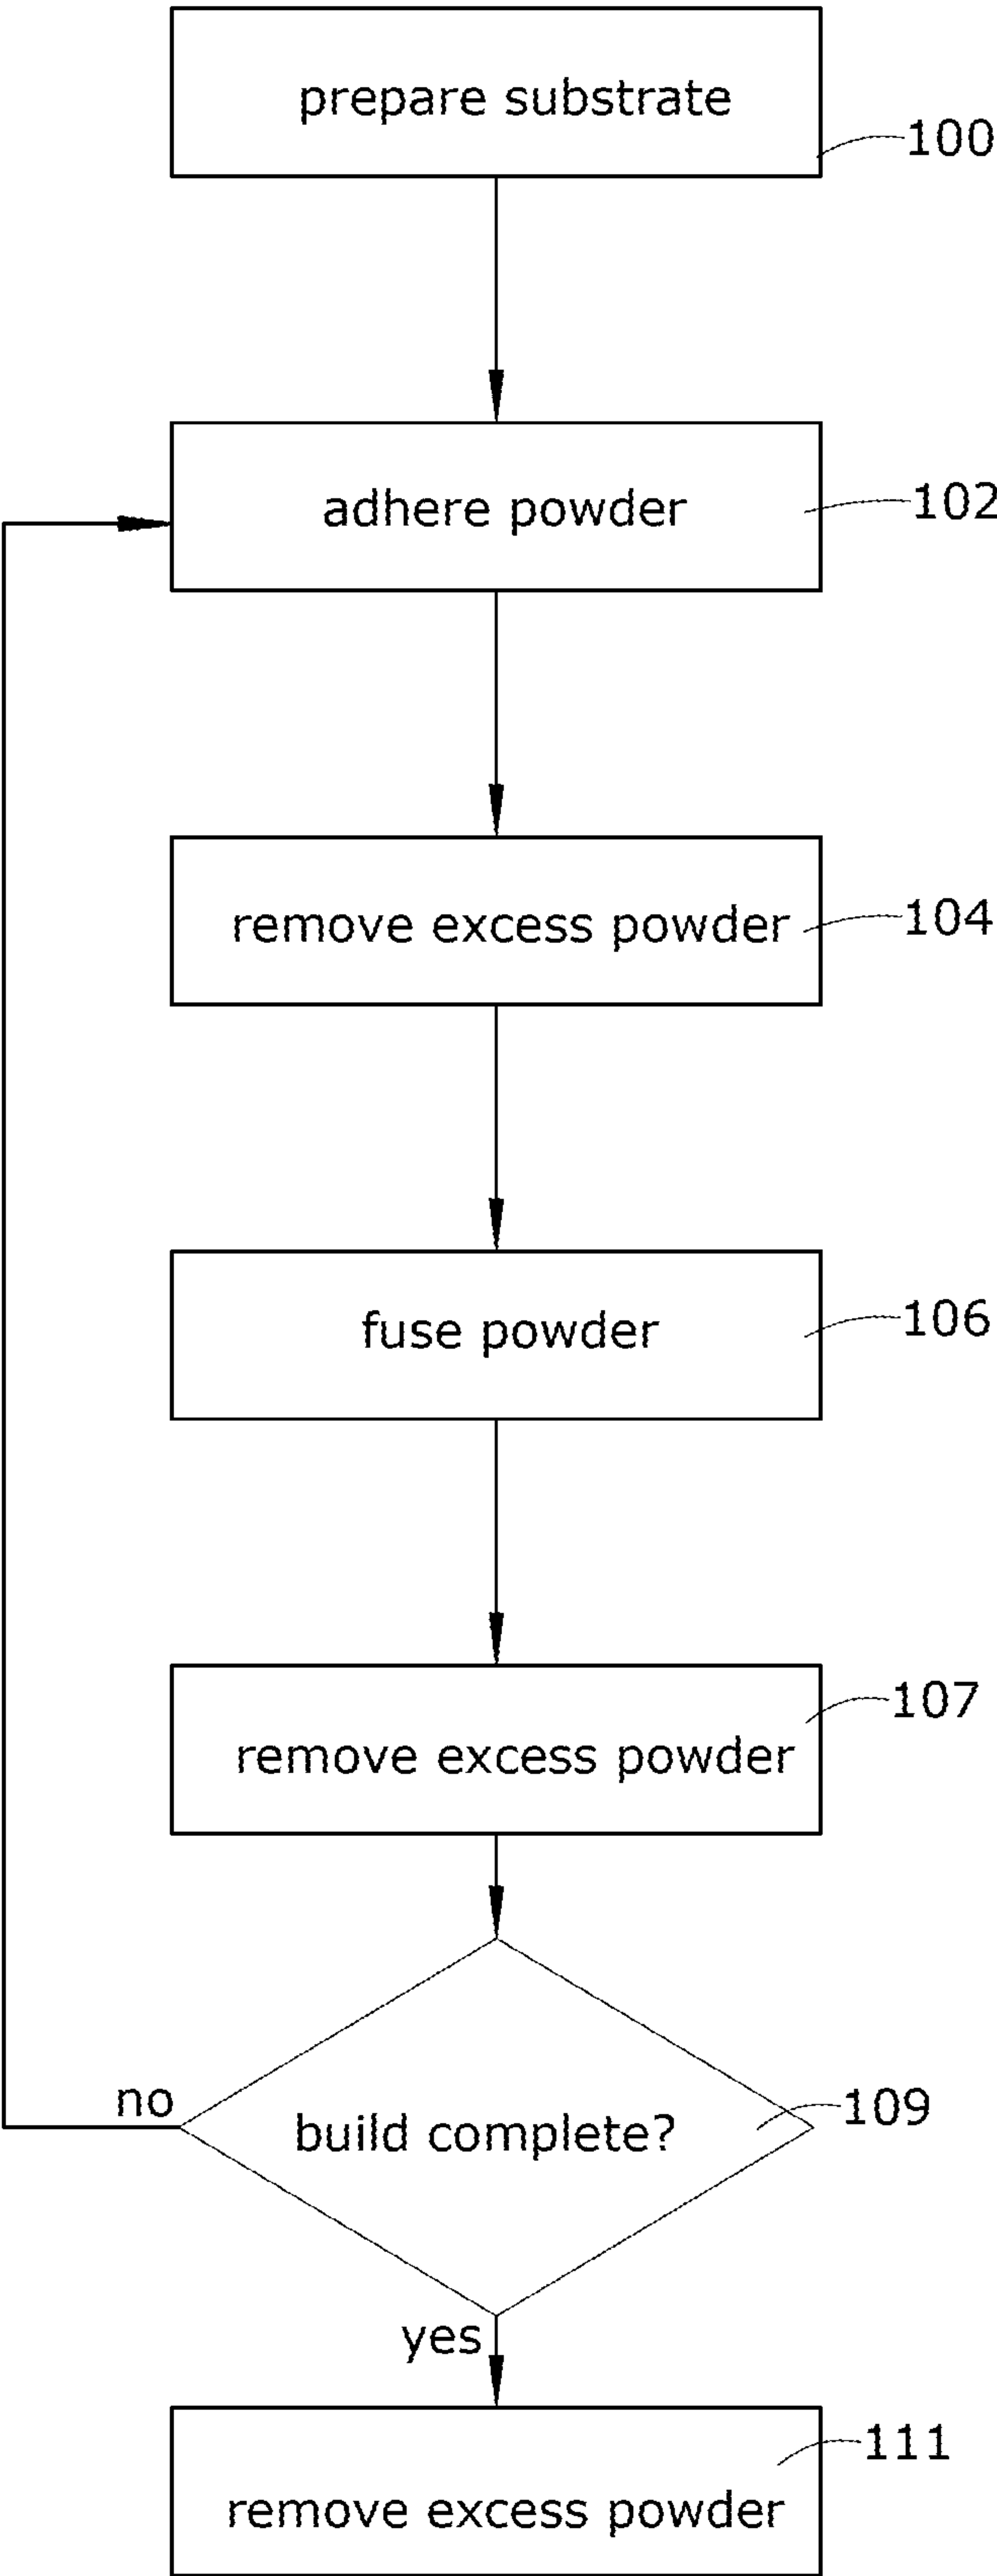 prepare substrate
100
adhere powder
102
remove excess powder
104
fuse powder
106
107
remove excess powder
no
build complete?
109
yes
111
remove excess powder